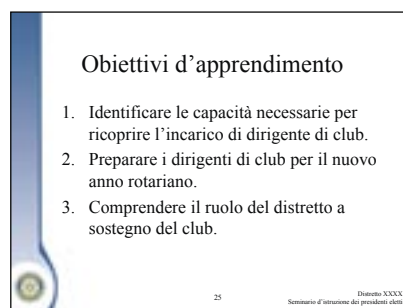 Obiettivi d'apprendimento
1. Identificare le capacità necessarie per
ricoprire l'incarico di dirigente di club.
2. Preparare i dirigenti di club per il nuovo
anno rotariano.
3. Comprendere il ruolo del distretto a
sostegno del club.
25
Distretto XXXX
Seminario d'istruzione dei presidenti eletti